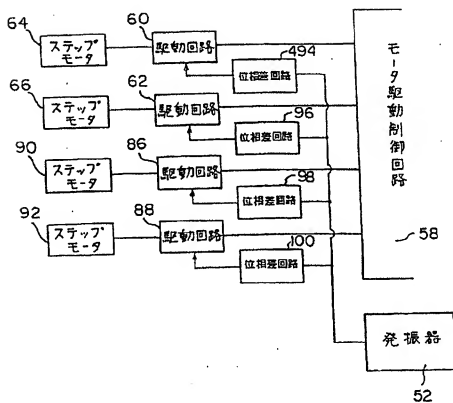 64
ステップ
モータ
60
駆動回路
494
位相差回路
66
ステップ
モータ
62
駆動回路
96
位相差回路
90
ステップ
モータ
86
駆動回路
98
位相差回路
92
ステップ
モータ
88
駆動回路
100
位相差回路
モータ駆動制御回路
58
発振器
52